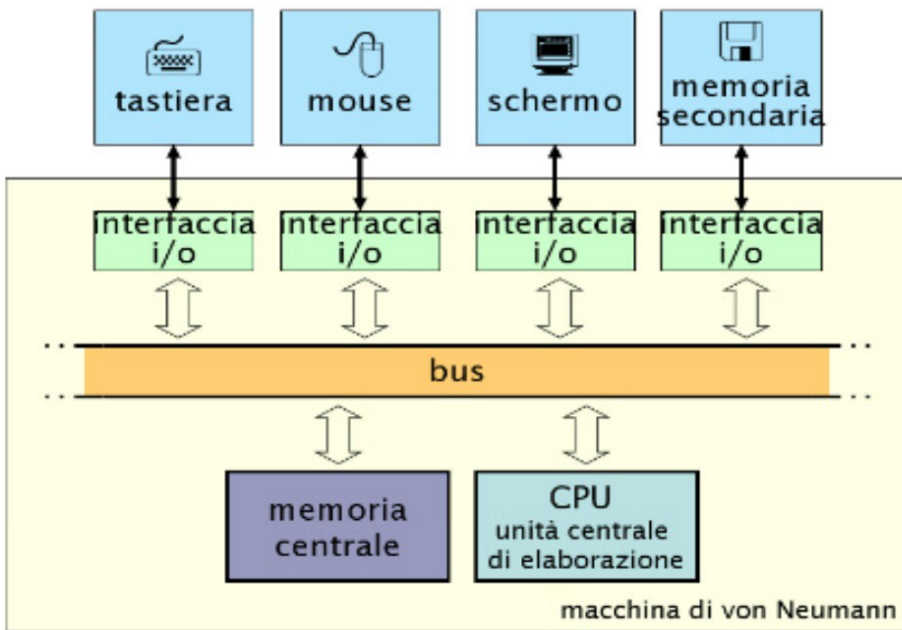 tastiera
mouse
schermo
memoria
secondaria
interfaccia
i/o
interfaccia
i/o
interfaccia
i/o
interfaccia
i/o
bus
memoria
centrale
CPU
unità centrale
di elaborazione
macchina di von Neumann